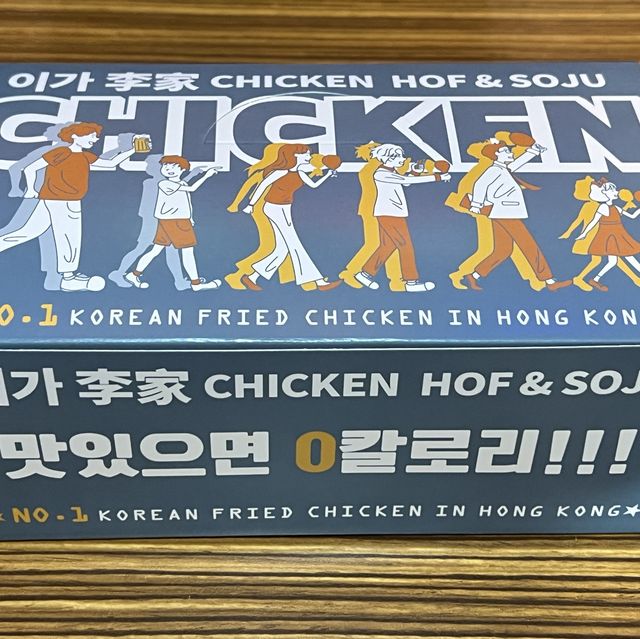 이가 李家 CHICKEN HOF & SOJU
CHICKEN
O.1 KOREAN FRIED CHICKEN IN HONG KON
이가 李家 CHICKEN HOF & SOJ
맛있으면 0칼로리!!!
★NO.1 KOREAN FRIED CHICKEN IN HONG KONG★